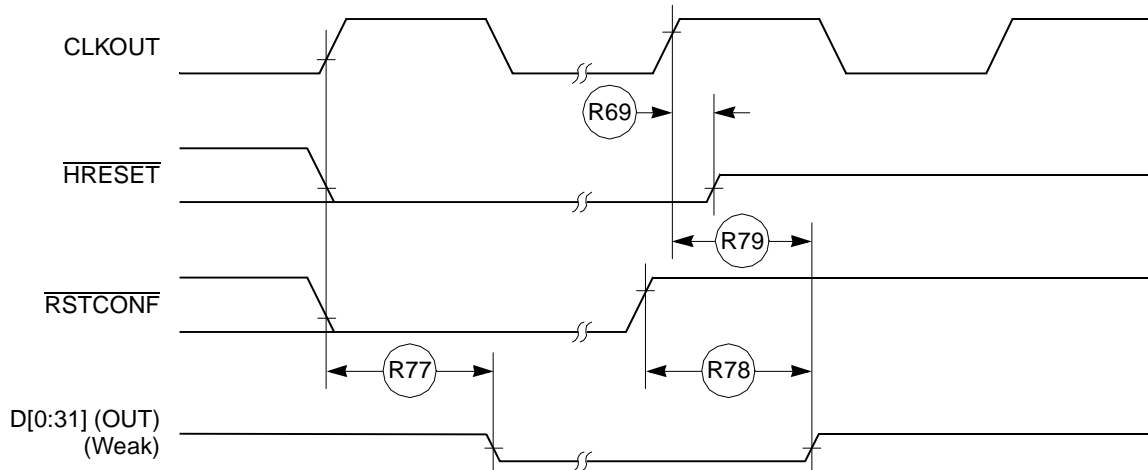 CLKOUT
R69
HRESET
R79
RSTCONF
R77
R78
D[0:31] (OUT)
(Weak)